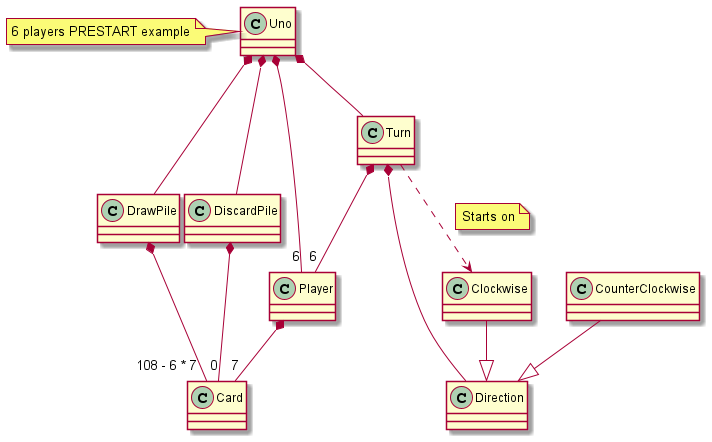 6 players PRESTART example
C Uno
C Turn
C DrawPile
C DiscardPile
Starts on
6 6
C Player
C Clockwise
C CounterClockwise
108 - 6 * 7 0 7
C Card
C Direction